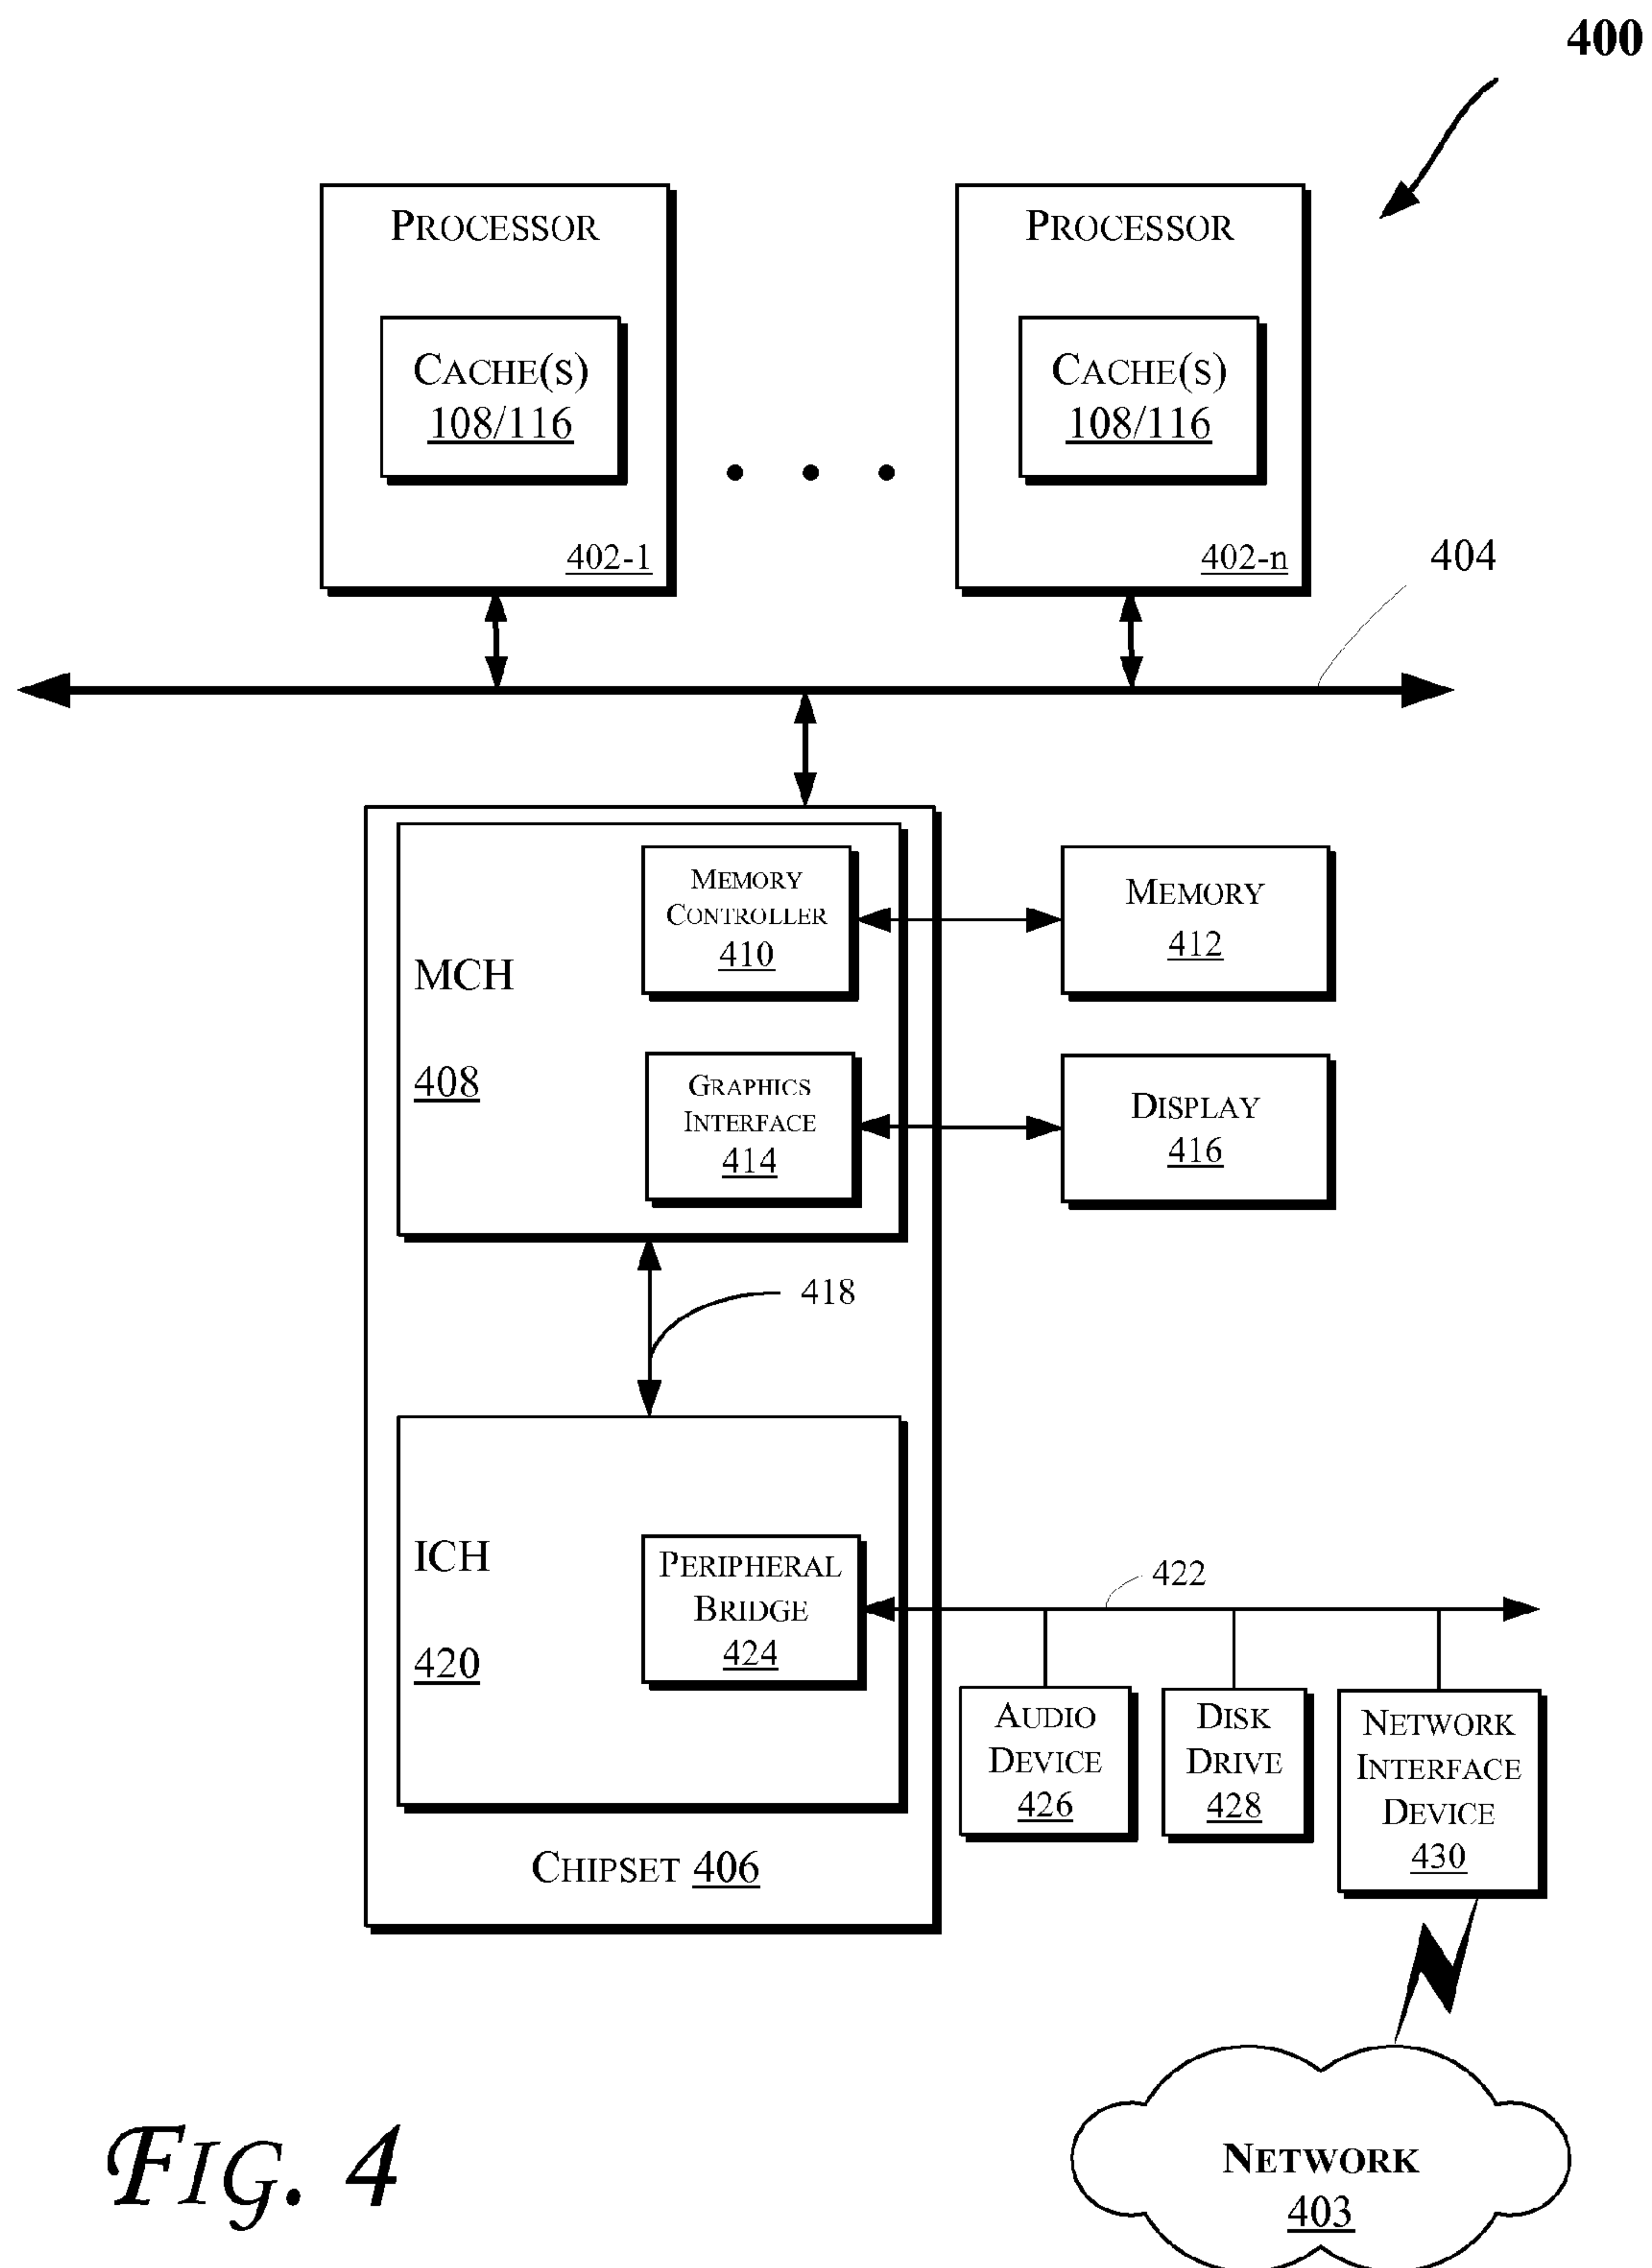 400
PROCESSOR
CACHE(S)
108/116
402-1
PROCESSOR
CACHE(S)
108/116
402-n
404
MCH
408
MEMORY
CONTROLLER
410
MEMORY
412
GRAPHICS
INTERFACE
414
DISPLAY
416
418
ICH
420
PERIPHERAL
BRIDGE
424
422
AUDIO
DEVICE
426
DISK
DRIVE
428
NETWORK
INTERFACE
DEVICE
430
CHIPSET 406
NETWORK
403
FIG. 4